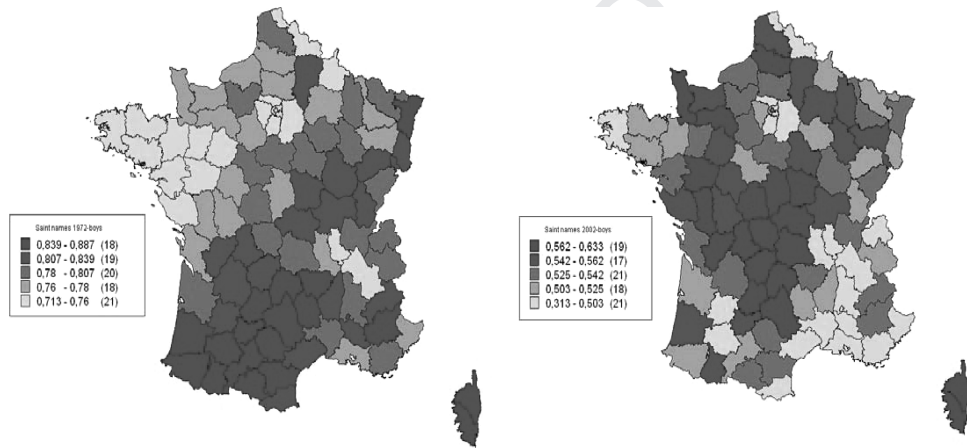 Saint names 1972-boys
0,839 - 0,887 (18)
0,807 - 0,839 (19)
0,78 - 0,807 (20)
0,76 - 0,78 (18)
0,713 - 0,76 (21)
Saint names 2002-boys
0,562 - 0,633 (19)
0,542 - 0,562 (17)
0,525 - 0,542 (21)
0,503 - 0,525 (18)
0,313 - 0,503 (21)